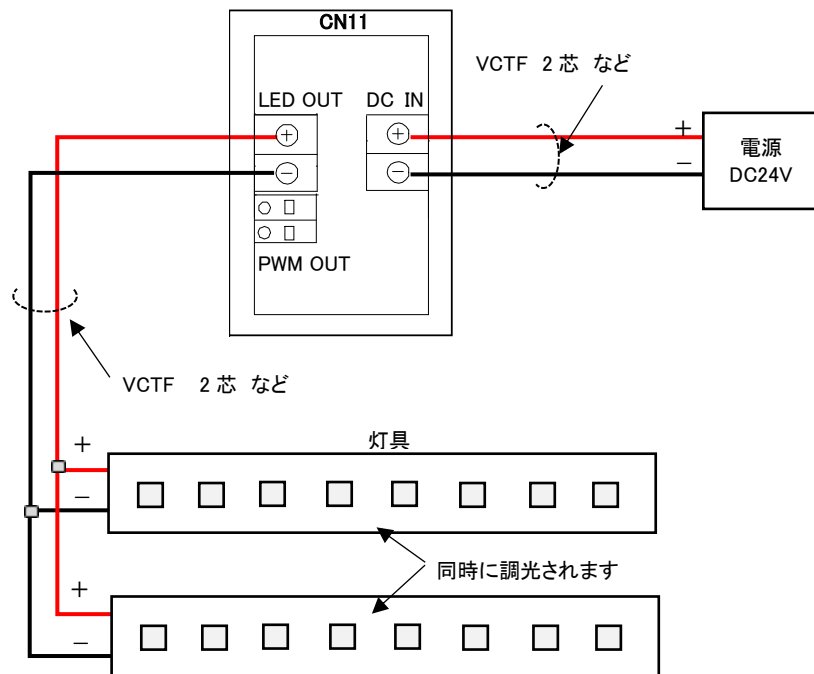 CN11
VCTF 2芯 など
LED OUT
DC IN
+
+
+
電源
DC24V
−
−
−
PWM OUT
VCTF 2芯 など
灯具
+
−
同時に調光されます
+
−